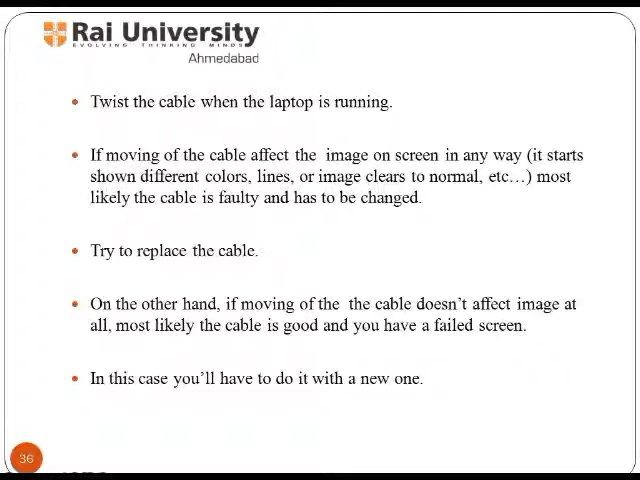 Rai University
EVOLVING THINKING MINDS
Ahmedabad
• Twist the cable when the laptop is running.
• If moving of the cable affect the image on screen in any way (it starts
shown different colors, lines, or image clears to normal, etc…) most
likely the cable is faulty and has to be changed.
• Try to replace the cable.
• On the other hand, if moving of the the cable doesn't affect image at
all, most likely the cable is good and you have a failed screen.
• In this case you'll have to do it with a new one.
36